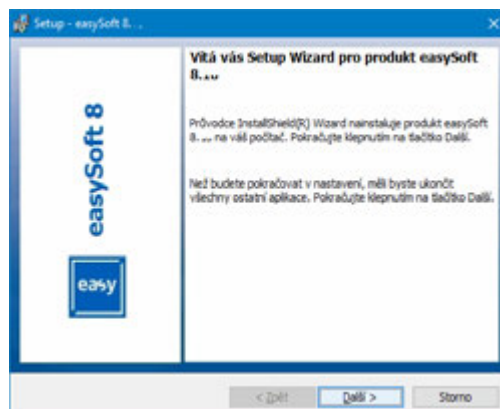 Setup - easySoft 8...
Vítá vás Setup Wizard pro produkt easySoft
8...
Průvodce InstallShield(R) Wizard nainstaluje produkt easySoft
8. ... na váš počítač. Pokračujte klepnutím na tlačítko Další.
Než budete pokračovat v nastavení, měli byste ukončit
všechny ostatní aplikace. Pokračujte klepnutím na tlačítko Další.
easySoft 8
easy
< Zpět
Další >
Storno